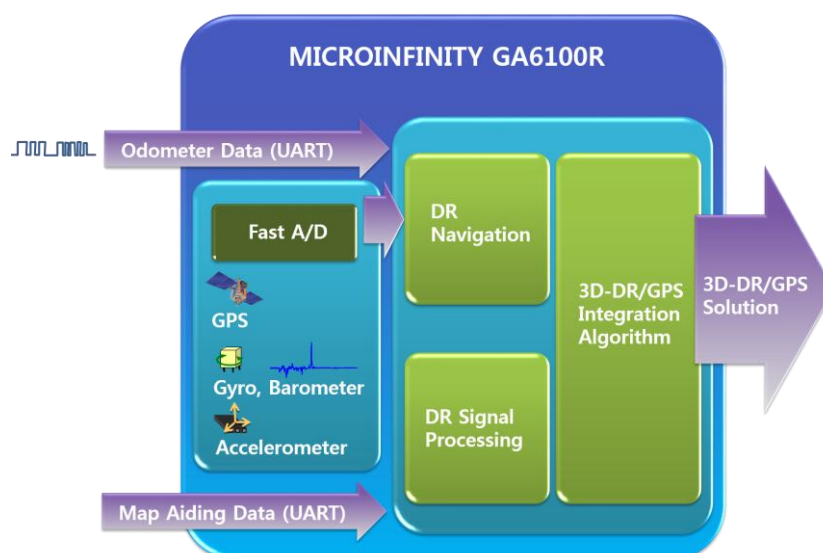 MICROINFINITY GA6100R
Odometer Data (UART)
Fast A/D
GPS
Gyro, Barometer
Accelerometer
DR
Navigation
DR Signal
Processing
3D-DR/GPS
Integration
Algorithm
3D-DR/GPS
Solution
Map Aiding Data (UART)